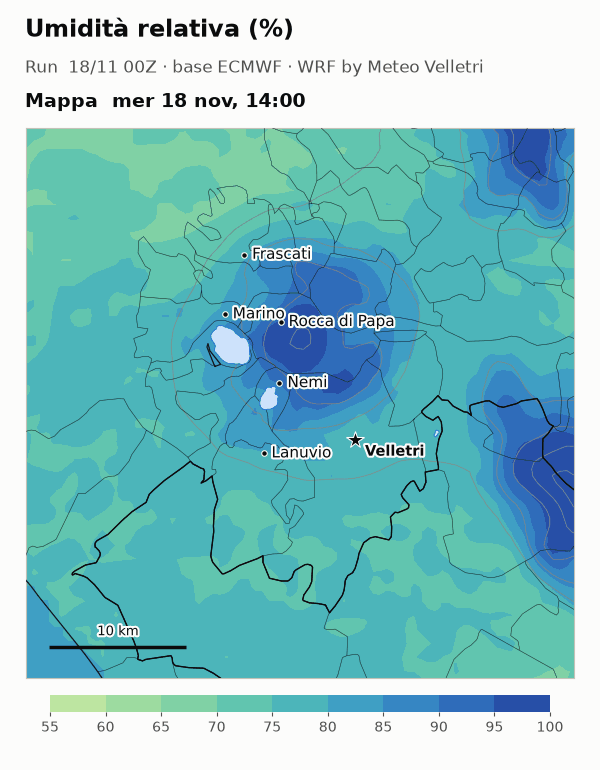 Umidità relativa (%)
Run  18/11 00Z · base ECMWF · WRF by Meteo Velletri
Mappa  mer 18 nov, 14:00
Frascati
Marino
Rocca di Papa
Nemi
Velletri
Lanuvio
10 km
55 60 65 70 75 80 85 90 95 100